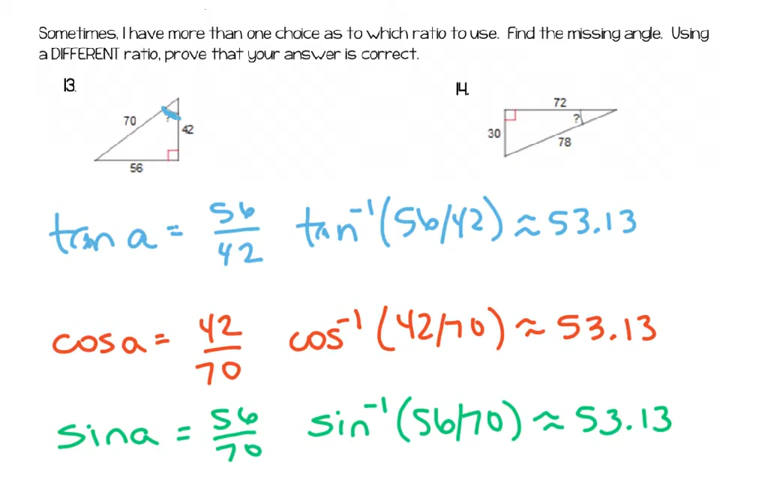 Sometimes, I have more than one choice as to which ratio to use. Find the missing angle. Using
a DIFFERENT ratio, prove that your answer is correct.
13.
70
42
56
14.
72
?
30
78
tan a = 56/42 tan⁻¹(56/42) ≈ 53.13
cos a = 42/70 cos⁻¹(42/70) ≈ 53.13
sin a = 56/70 sin⁻¹(56/70) ≈ 53.13